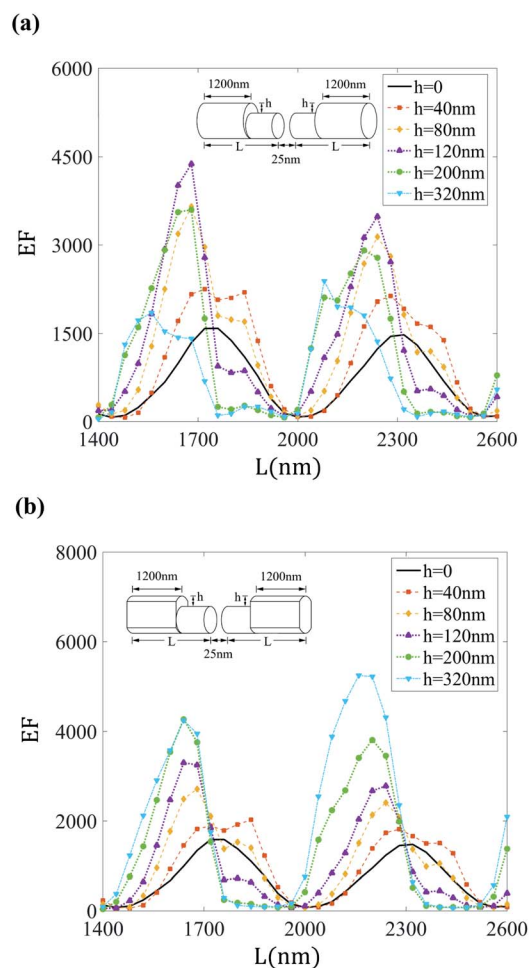 (a)
6000
4500
3000
1500
0
EF
1200nm
h
h
1200nm
L
25nm
L
h=0
h=40nm
h=80nm
h=120nm
h=200nm
h=320nm
1400
1700
2000
2300
2600
L(nm)
(b)
8000
6000
4000
2000
0
EF
1200nm
h
h
1200nm
L
25nm
L
h=0
h=40nm
h=80nm
h=120nm
h=200nm
h=320nm
1400
1700
2000
2300
2600
L(nm)